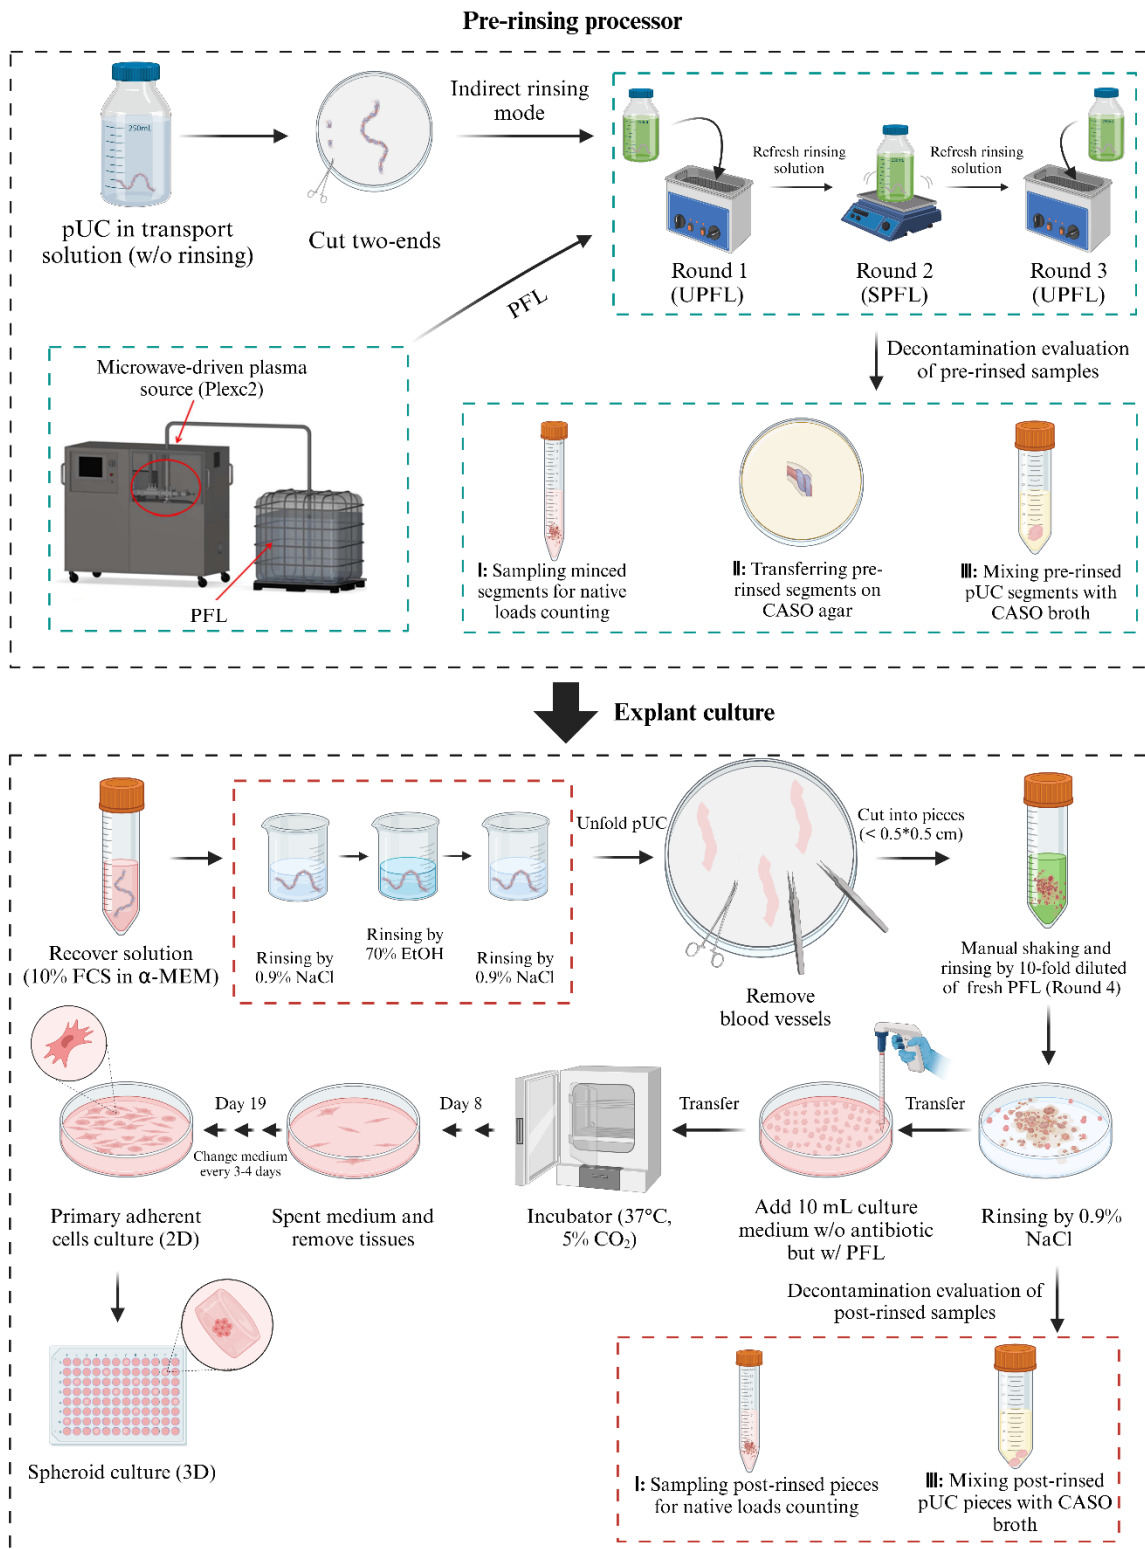 Pre-rinsing processor
250mL
pUC in transport
solution (w/o rinsing)
Cut two-ends
Indirect rinsing
mode
Refresh rinsing
solution
Refresh rinsing
solution
Round 1
(UPFL)
Round 2
(SPFL)
Round 3
(UPFL)
PFL
Microwave-driven plasma
source (Plexc2)
PFL
Decontamination evaluation
of pre-rinsed samples
I: Sampling minced
segments for native
loads counting
II: Transferring pre-
rinsed segments on
CASO agar
III: Mixing pre-rinsed
pUC segments with
CASO broth
Explant culture
Recover solution
(10% FCS in α-MEM)
Rinsing by
0.9% NaCl
Rinsing by
70% EtOH
Rinsing by
0.9% NaCl
Unfold pUC
Remove
blood vessels
Cut into pieces
(< 0.5*0.5 cm)
Manual shaking and
rinsing by 10-fold diluted
of fresh PFL (Round 4)
Rinsing by 0.9%
NaCl
Transfer
Add 10 mL culture
medium w/o antibiotic
but w/ PFL
Transfer
Incubator (37°C,
5% CO₂)
Day 8
Spent medium and
remove tissues
Day 19
Change medium
every 3-4 days
Primary adherent
cells culture (2D)
Spheroid culture (3D)
Decontamination evaluation of
post-rinsed samples
I: Sampling post-rinsed pieces
for native loads counting
III: Mixing post-rinsed
pUC pieces with CASO
broth